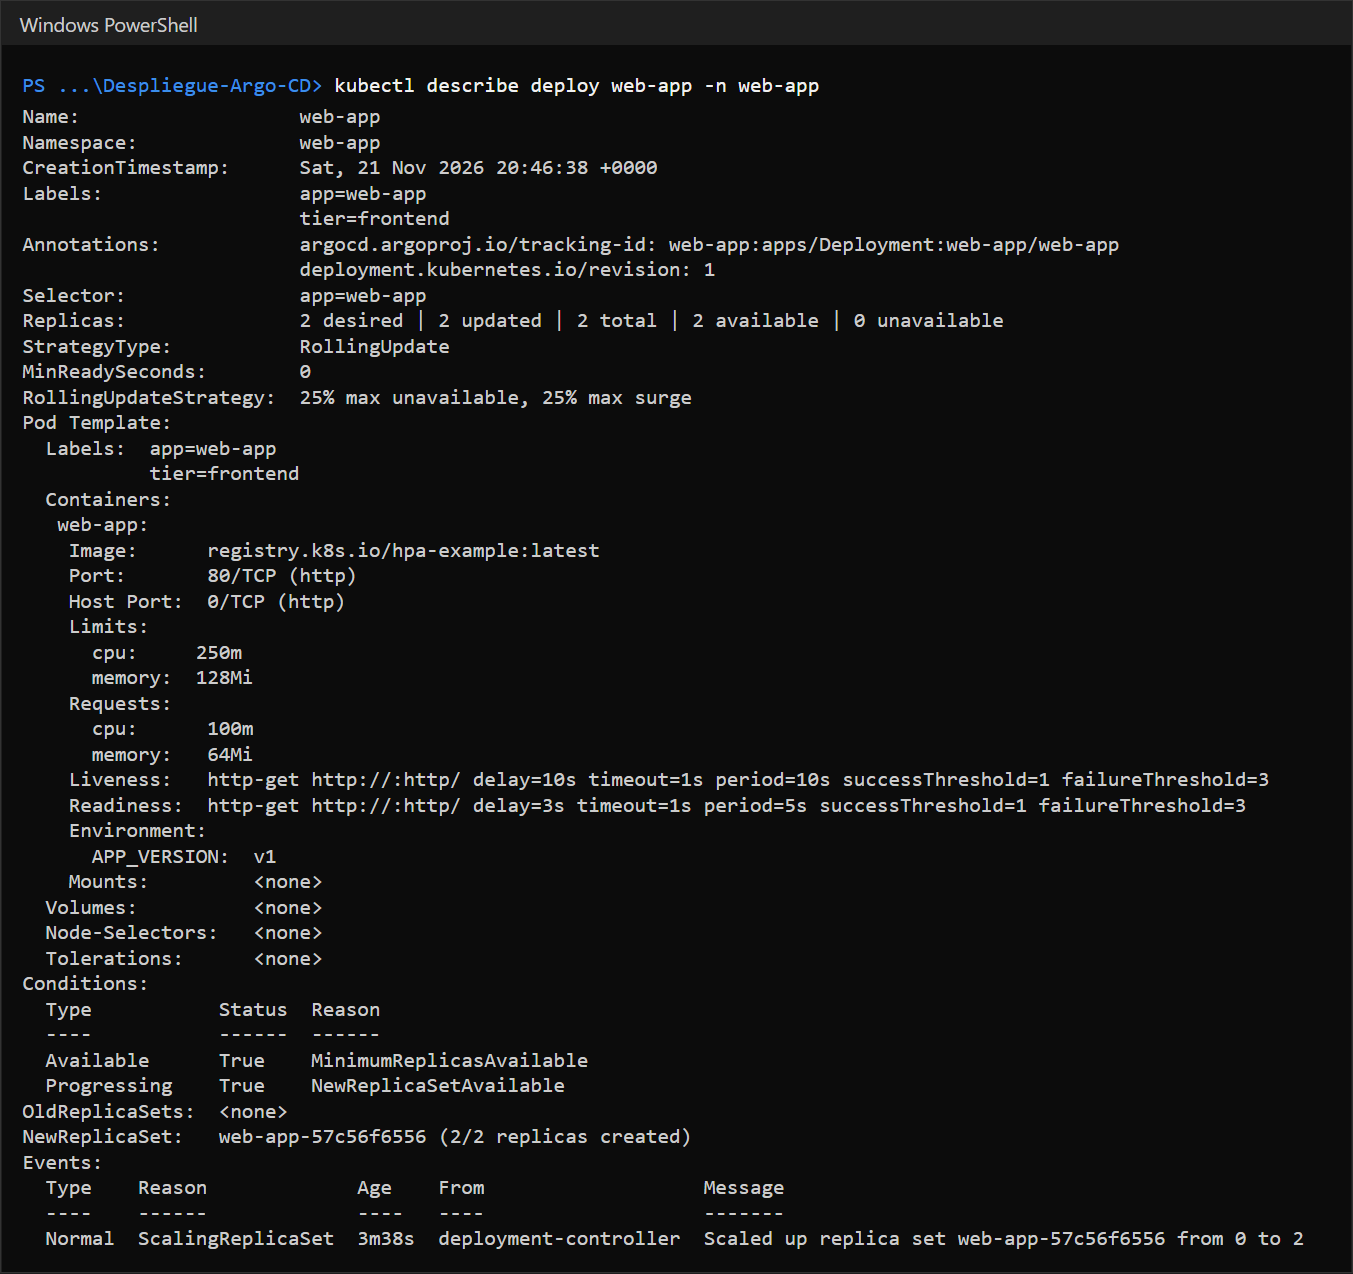 Windows PowerShell
PS ...\Despliegue-Argo-CD> kubectl describe deploy web-app -n web-app
Name:                   web-app
Namespace:              web-app
CreationTimestamp:      Sat, 21 Nov 2026 20:46:38 +0000
Labels:                 app=web-app
                        tier=frontend
Annotations:            argocd.argoproj.io/tracking-id: web-app:apps/Deployment:web-app/web-app
                        deployment.kubernetes.io/revision: 1
Selector:               app=web-app
Replicas:               2 desired | 2 updated | 2 total | 2 available | 0 unavailable
StrategyType:           RollingUpdate
MinReadySeconds:        0
RollingUpdateStrategy:  25% max unavailable, 25% max surge
Pod Template:
  Labels:  app=web-app
           tier=frontend
  Containers:
   web-app:
    Image:      registry.k8s.io/hpa-example:latest
    Port:       80/TCP (http)
    Host Port:  0/TCP (http)
    Limits:
      cpu:     250m
      memory:  128Mi
    Requests:
      cpu:      100m
      memory:   64Mi
    Liveness:   http-get http://:http/ delay=10s timeout=1s period=10s successThreshold=1 failureThreshold=3
    Readiness:  http-get http://:http/ delay=3s timeout=1s period=5s successThreshold=1 failureThreshold=3
    Environment:
      APP_VERSION:  v1
    Mounts:         <none>
  Volumes:          <none>
  Node-Selectors:   <none>
  Tolerations:      <none>
Conditions:
  Type           Status  Reason
  ----           ------  ------
  Available      True    MinimumReplicasAvailable
  Progressing    True    NewReplicaSetAvailable
OldReplicaSets:  <none>
NewReplicaSet:   web-app-57c56f6556 (2/2 replicas created)
Events:
  Type    Reason             Age    From                   Message
  ----    ------             ----   ----                   -------
  Normal  ScalingReplicaSet  3m38s  deployment-controller  Scaled up replica set web-app-57c56f6556 from 0 to 2